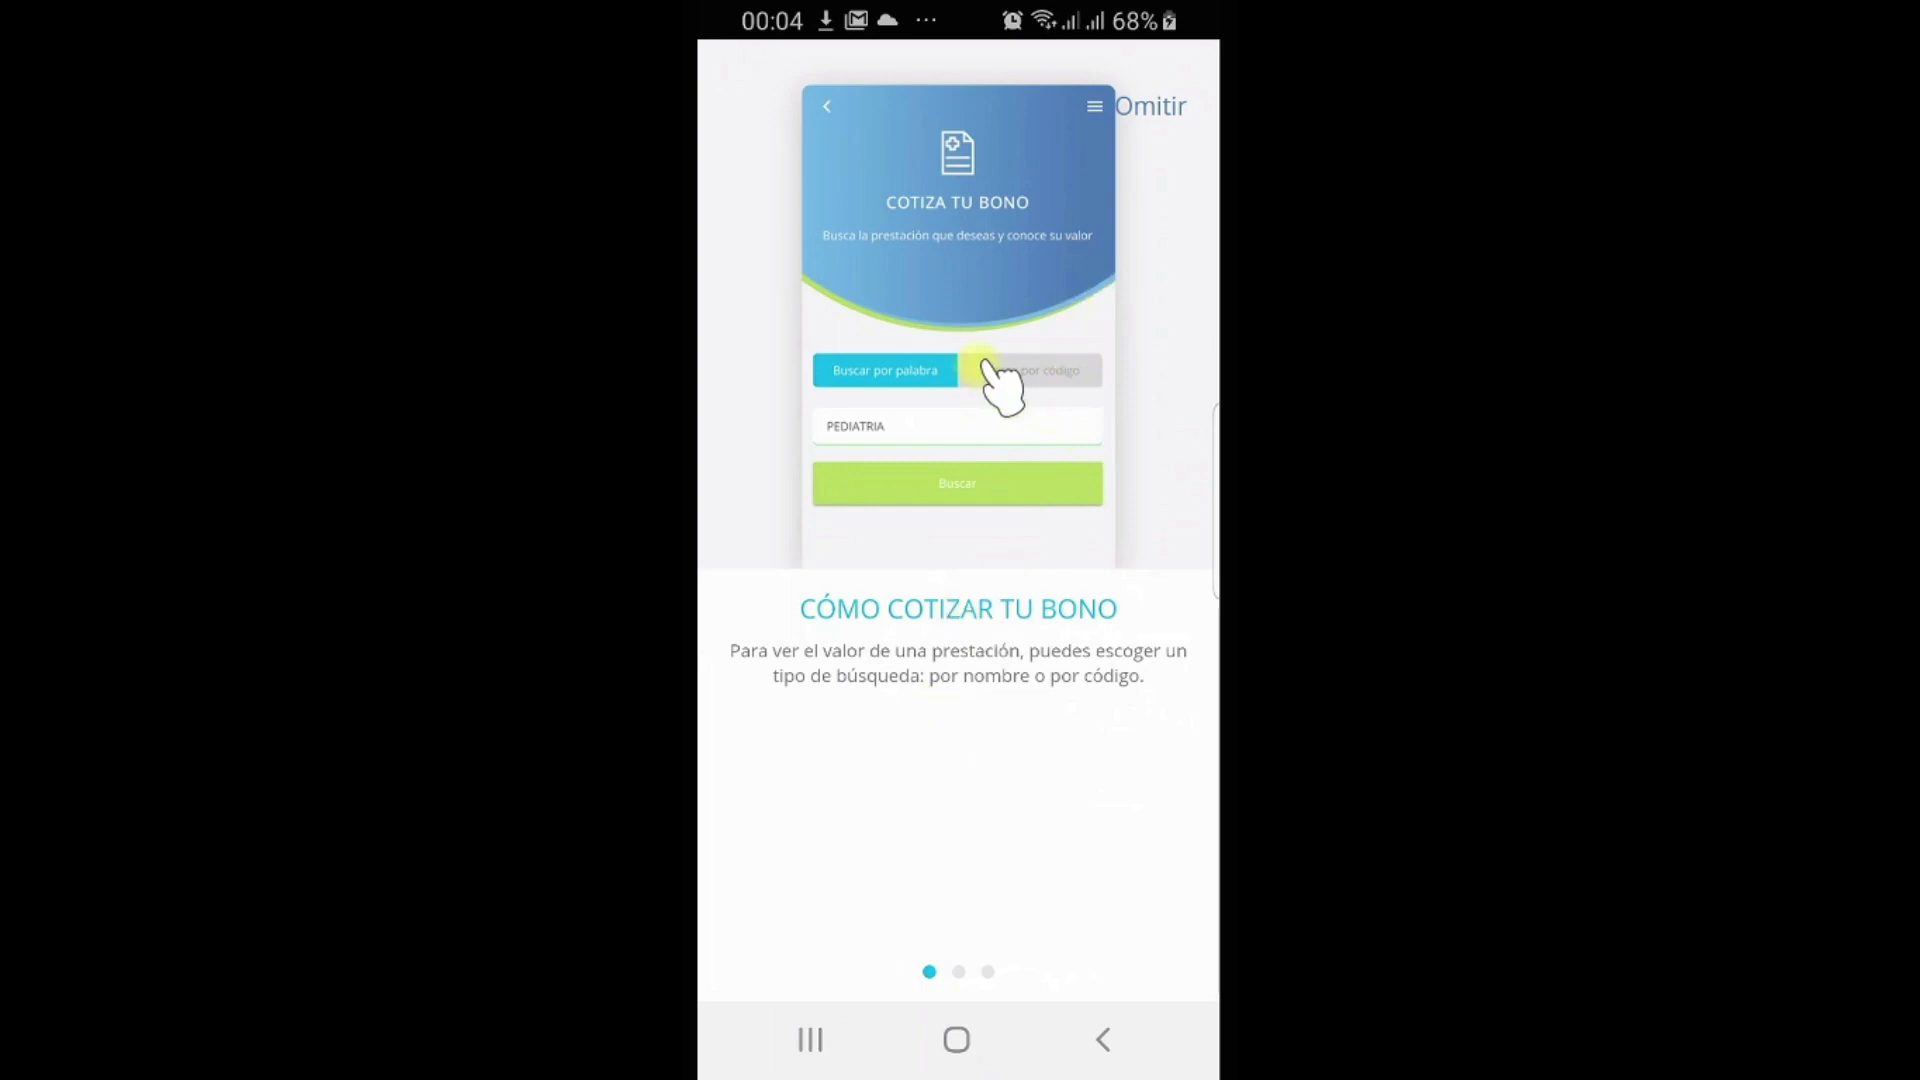 00:04
68%
Omitir
COTIZA TU BONO
Busca la prestación que deseas y conoce su valor
Buscar por palabra
por código
PEDIATRIA
Buscar
CÓMO COTIZAR TU BONO
Para ver el valor de una prestación, puedes escoger un
tipo de búsqueda: por nombre o por código.